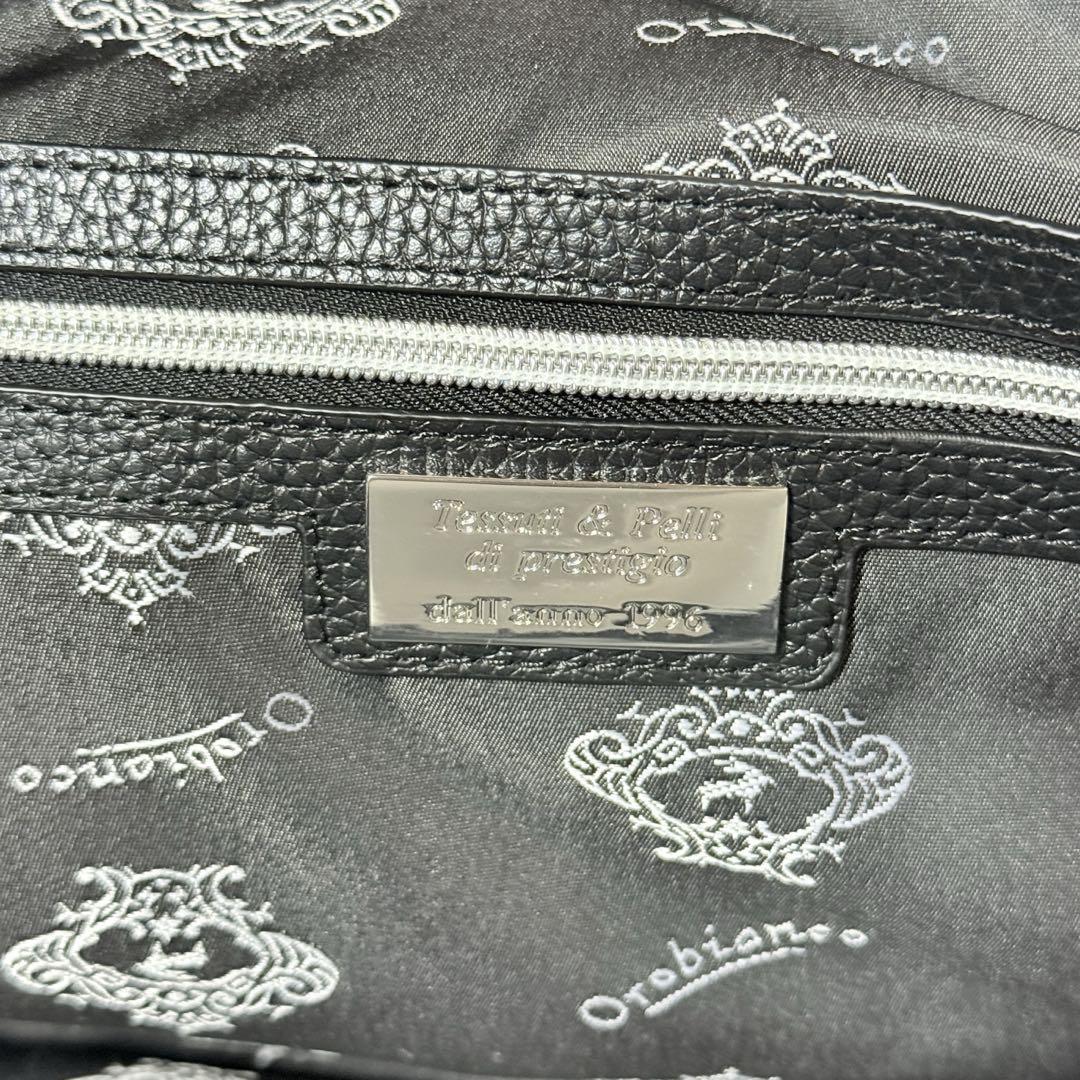 Orobianco
Tessuti & Pelli
di prestigio
dall'anno 1996
Orobianco
Orobianco